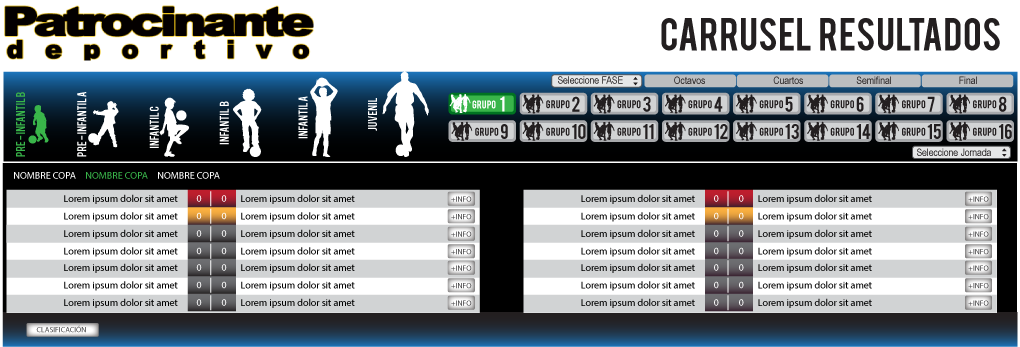 Patrocinante
deportivo
CARRUSEL RESULTADOS
PRE-INFANTILB
PRE-INFANTILA
INFANTILC
INFANTILB
INFANTILA
JUVENIL
Seleccione FASE Octavos Cuartos Semifinal Final
GRUPO 1 GRUPO 2 GRUPO 3 GRUPO 4 GRUPO 5 GRUPO 6 GRUPO 7 GRUPO 8
GRUPO 9 GRUPO 10 GRUPO 11 GRUPO 12 GRUPO 13 GRUPO 14 GRUPO 15 GRUPO 16
Seleccione Jornada
NOMBRE COPA NOMBRE COPA NOMBRE COPA
Lorem ipsum dolor sit amet 0 0 Lorem ipsum dolor sit amet +INFO Lorem ipsum dolor sit amet 0 0 Lorem ipsum dolor sit amet +INFO
Lorem ipsum dolor sit amet 0 0 Lorem ipsum dolor sit amet +INFO Lorem ipsum dolor sit amet 0 0 Lorem ipsum dolor sit amet +INFO
Lorem ipsum dolor sit amet 0 0 Lorem ipsum dolor sit amet +INFO Lorem ipsum dolor sit amet 0 0 Lorem ipsum dolor sit amet +INFO
Lorem ipsum dolor sit amet 0 0 Lorem ipsum dolor sit amet +INFO Lorem ipsum dolor sit amet 0 0 Lorem ipsum dolor sit amet +INFO
Lorem ipsum dolor sit amet 0 0 Lorem ipsum dolor sit amet +INFO Lorem ipsum dolor sit amet 0 0 Lorem ipsum dolor sit amet +INFO
Lorem ipsum dolor sit amet 0 0 Lorem ipsum dolor sit amet +INFO Lorem ipsum dolor sit amet 0 0 Lorem ipsum dolor sit amet +INFO
Lorem ipsum dolor sit amet 0 0 Lorem ipsum dolor sit amet +INFO Lorem ipsum dolor sit amet 0 0 Lorem ipsum dolor sit amet +INFO
CLASIFICACIÓN